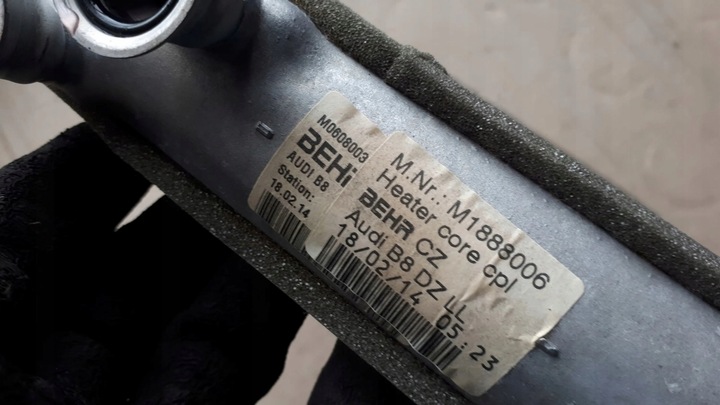 M0608003
BEHR
AUDI B8
Station:
18.02.14
M.Nr.: M1888006
Heater core cpl
BEHR CZ
Audi B8 DZ LL
18/02/14 05:23